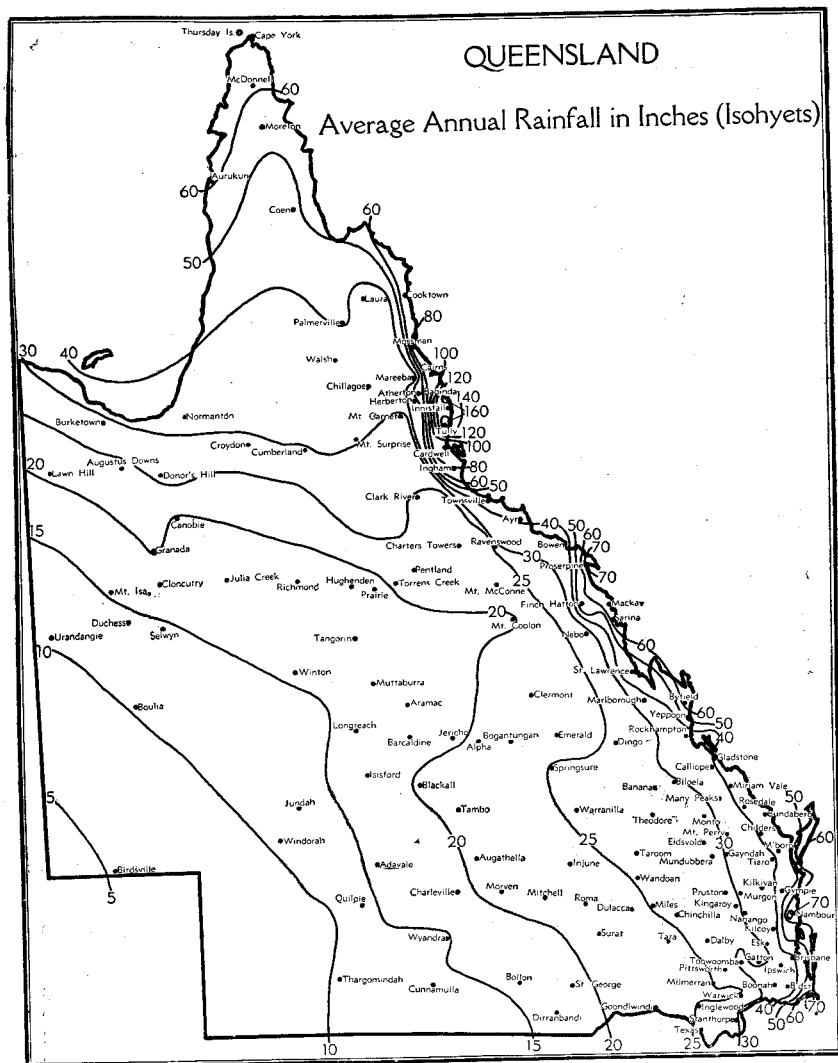 QUEENSLAND
Average Annual Rainfall in Inches (Isohyets)
Thursday Is.
Cape York
McDonnell
60
Moreton
Aurukun
60
Coen
60
50
Laura
Cooktown
Palmerville
80
Mossman
30
40
Walsh
Cairns
100
Chillagoe
Mareeba
120
Atherton
Babinda
140
Herberton
Innisfail
160
Mt Garnet
Burketown
Normanton
Tully
120
Croydon
Cumberland
Mt. Surprise
100
Cardwell
20
Lawn Hill
Augustus Downs
Donor's Hill
Ingham
80
60
50
Clark River
Townsville
15
Canobie
Ayr
40
50
60
70
Granada
Charters Towers
Ravenswood
Bowen
30
Proserpine
70
Mt. Isa
Cloncurry
Julia Creek
Richmond
Hughenden
Prairie
Pentland
Torrens Creek
25
Mt. McConne
Finch Hatton
Mackay
Sarina
20
Mt. Coolon
Duchess
Urandangie
Selwyn
Tangorin
Nebo
60
10
Winton
St. Lawrence
Muttaburra
Clermont
Marlborough
Byfield
Boulia
Aramac
Yeppoon
60
50
Longreach
Barcaldine
Jericho
Alpha
Bogantungan
Emerald
Dingo
Rockhampton
40
Gladstone
Calliope
Isisford
Blackall
Springsure
Banana
Biloela
Miriam Vale
5
Jundah
Tambo
Warranilla
Many Peaks
Rosedale
50
Theodore
Monto
Bundaberg
Windorah
20
25
Mt. Perry
Childers
60
Eidsvold
30
M'boro
Birdsville
Adavale
Augathella
Injune
Taroom
Mundubbera
Gayndah
Tiaro
5
Wandoan
Kilkivan
Gympie
Quilpie
Charleville
Morven
Mitchell
Roma
Dulacca
Miles
Pruston
Murgon
70
Kingaroy
Nambour
Chinchilla
Nanango
Kilcoy
Wyandra
Surat
Tara
Dalby
Esk
Toowoomba
Gatton
Brisbane
Pittsworth
Ipswich
Thargomindah
Cunnamulla
Bollon
St George
Milmerran
Boonah
B'dst
Warwick
Goondiwindi
Inglewood
40
70
Dirranbandi
Stanthorpe
50
60
Texas
10
15
20
25
30